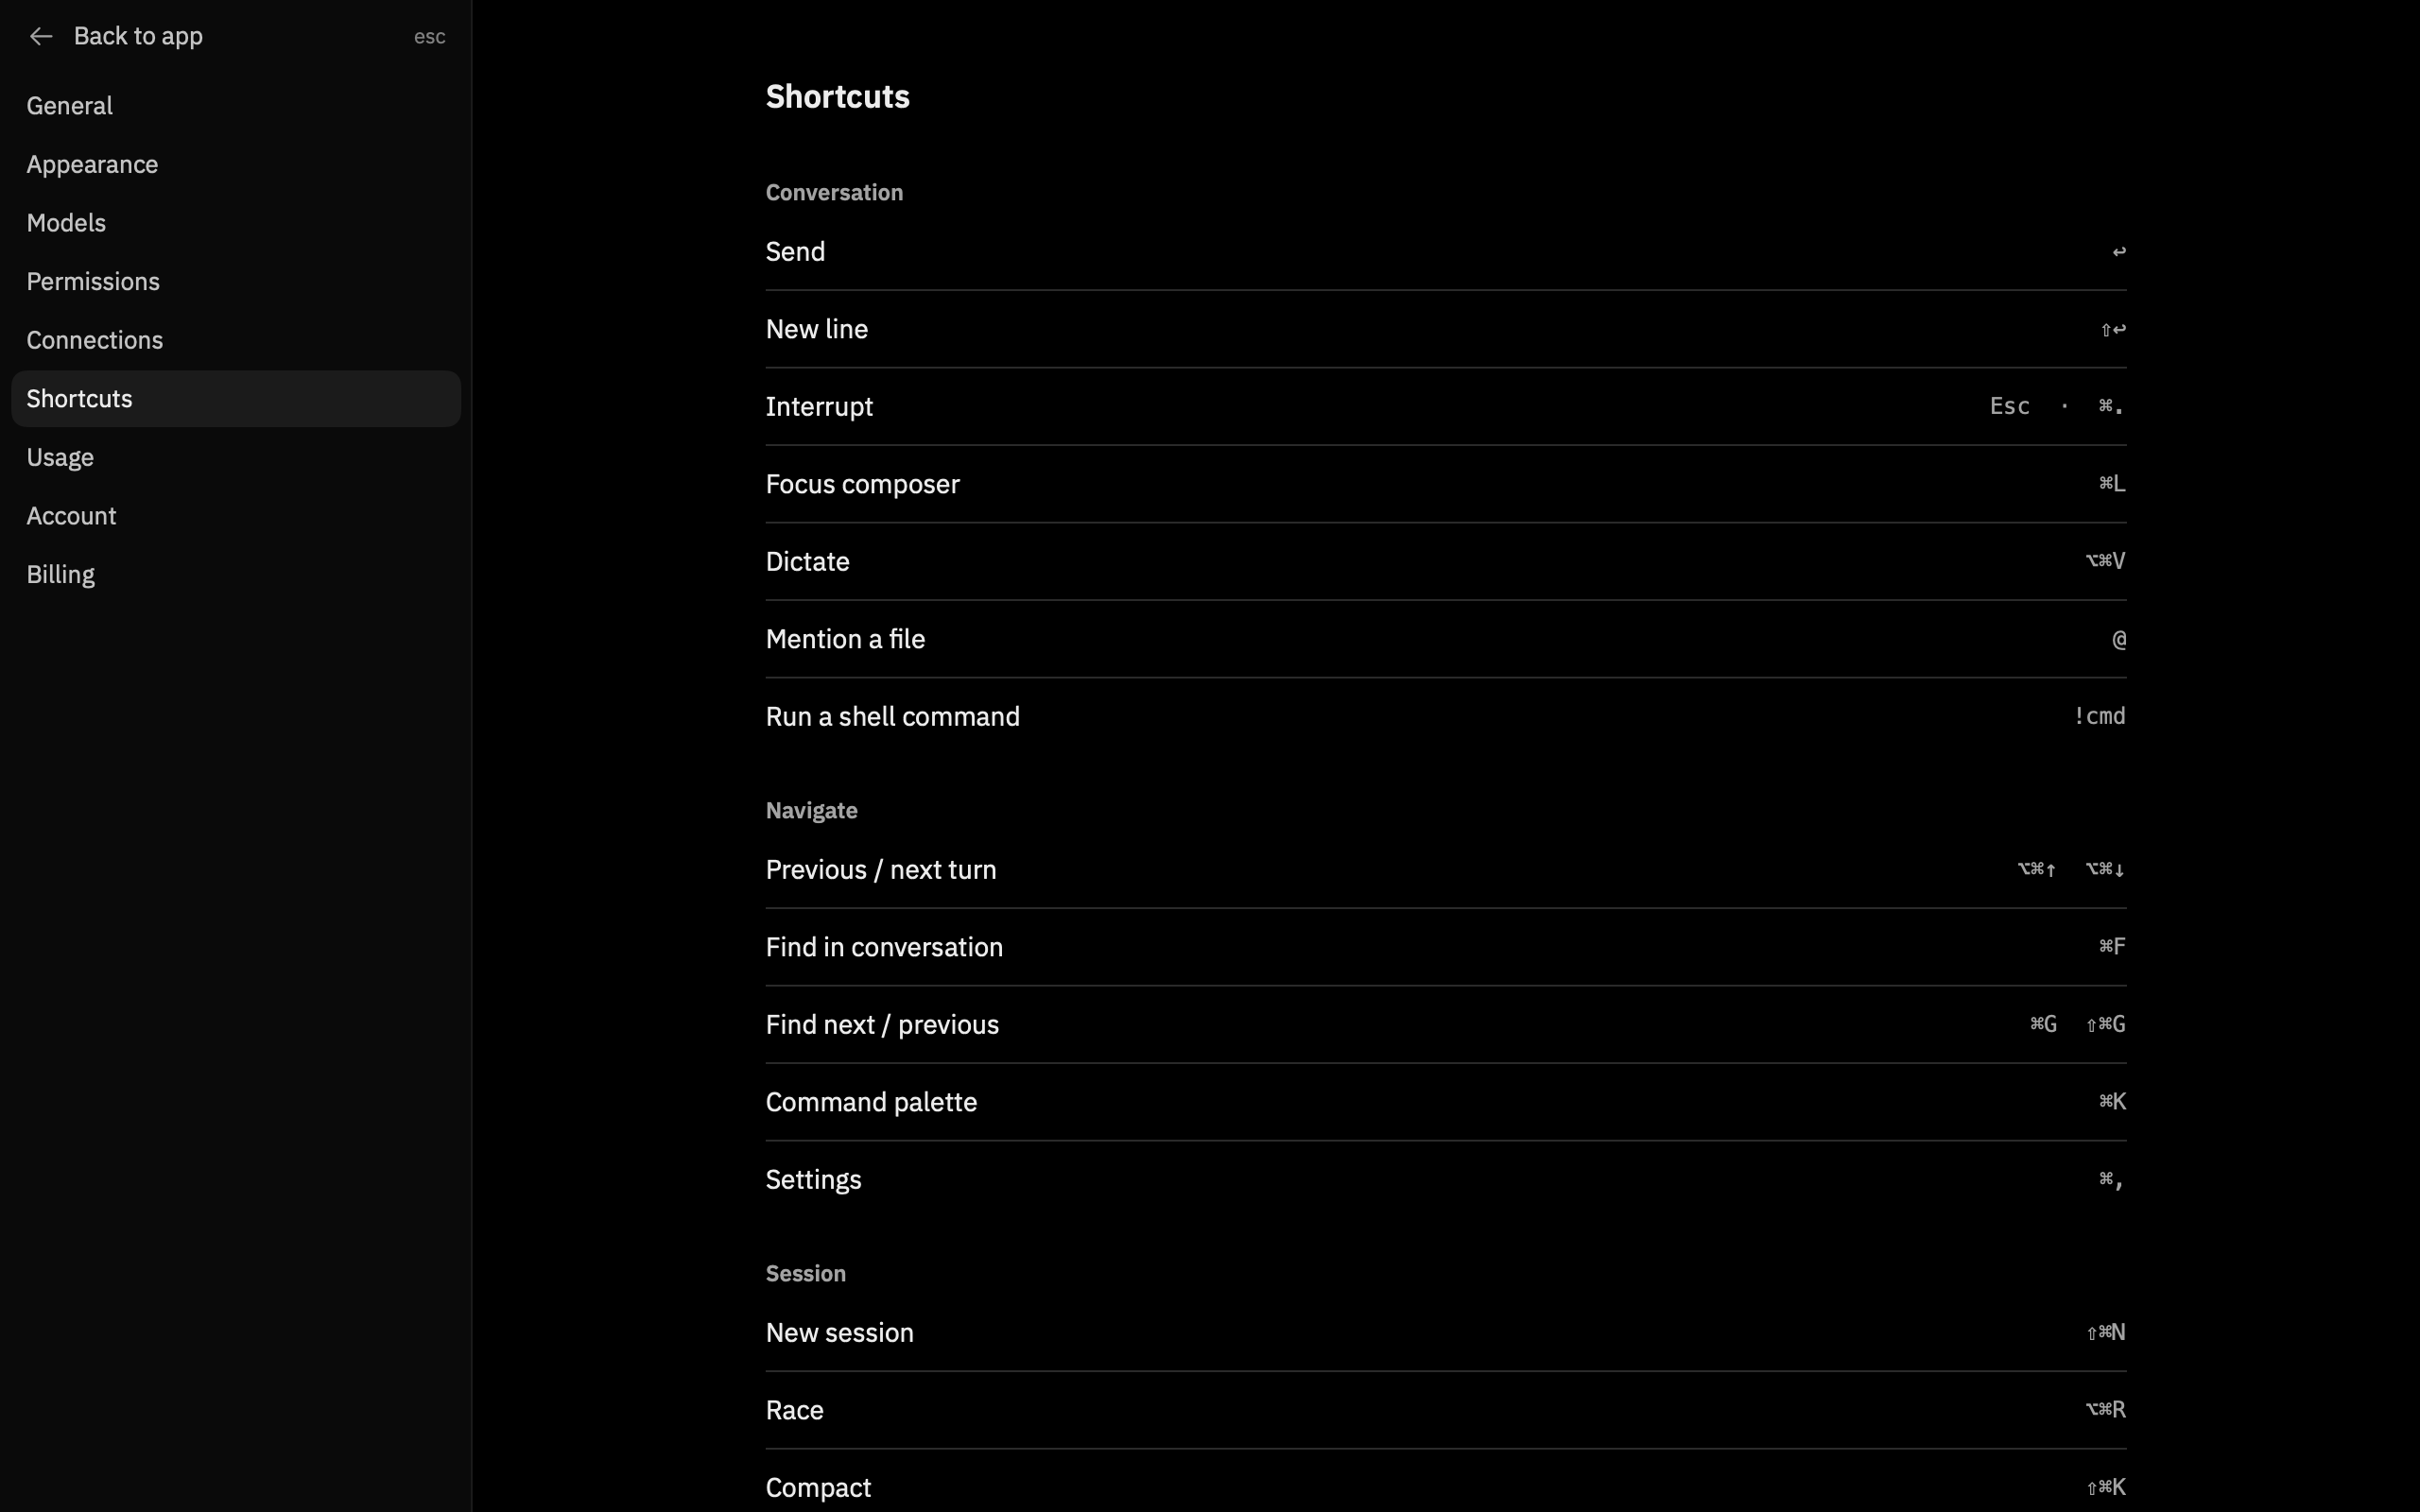 Back to app esc
General
Appearance
Models
Permissions
Connections
Shortcuts
Usage
Account
Billing
Shortcuts
Conversation
Send ↩
New line ⇧↩
Interrupt Esc · ⌘.
Focus composer ⌘L
Dictate ⌥⌘V
Mention a file @
Run a shell command !cmd
Navigate
Previous / next turn ⌥⌘↑ ⌥⌘↓
Find in conversation ⌘F
Find next / previous ⌘G ⇧⌘G
Command palette ⌘K
Settings ⌘,
Session
New session ⇧⌘N
Race ⌥⌘R
Compact ⇧⌘K